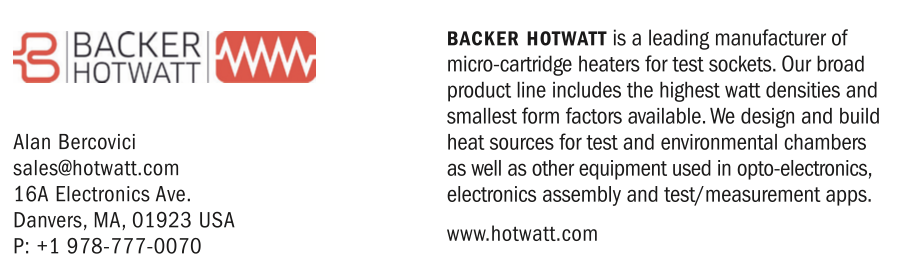 BACKER
HOTWATT
Alan Bercovici
sales@hotwatt.com
16A Electronics Ave.
Danvers, MA, 01923 USA
P: +1 978-777-0070
BACKER HOTWATT is a leading manufacturer of
micro-cartridge heaters for test sockets. Our broad
product line includes the highest watt densities and
smallest form factors available. We design and build
heat sources for test and environmental chambers
as well as other equipment used in opto-electronics,
electronics assembly and test/measurement apps.
www.hotwatt.com